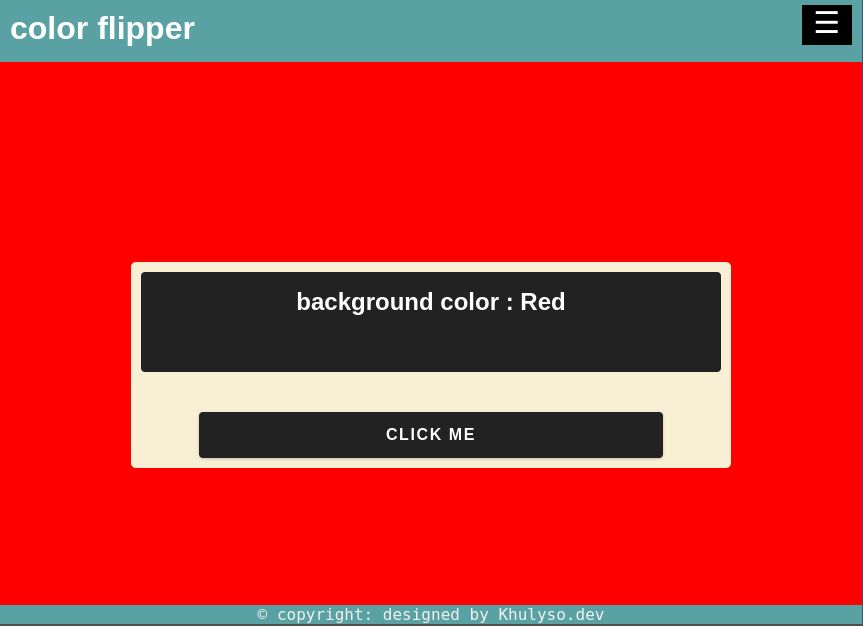 color flipper
☰
background color : Red
CLICK ME
© copyright: designed by Khulyso.dev